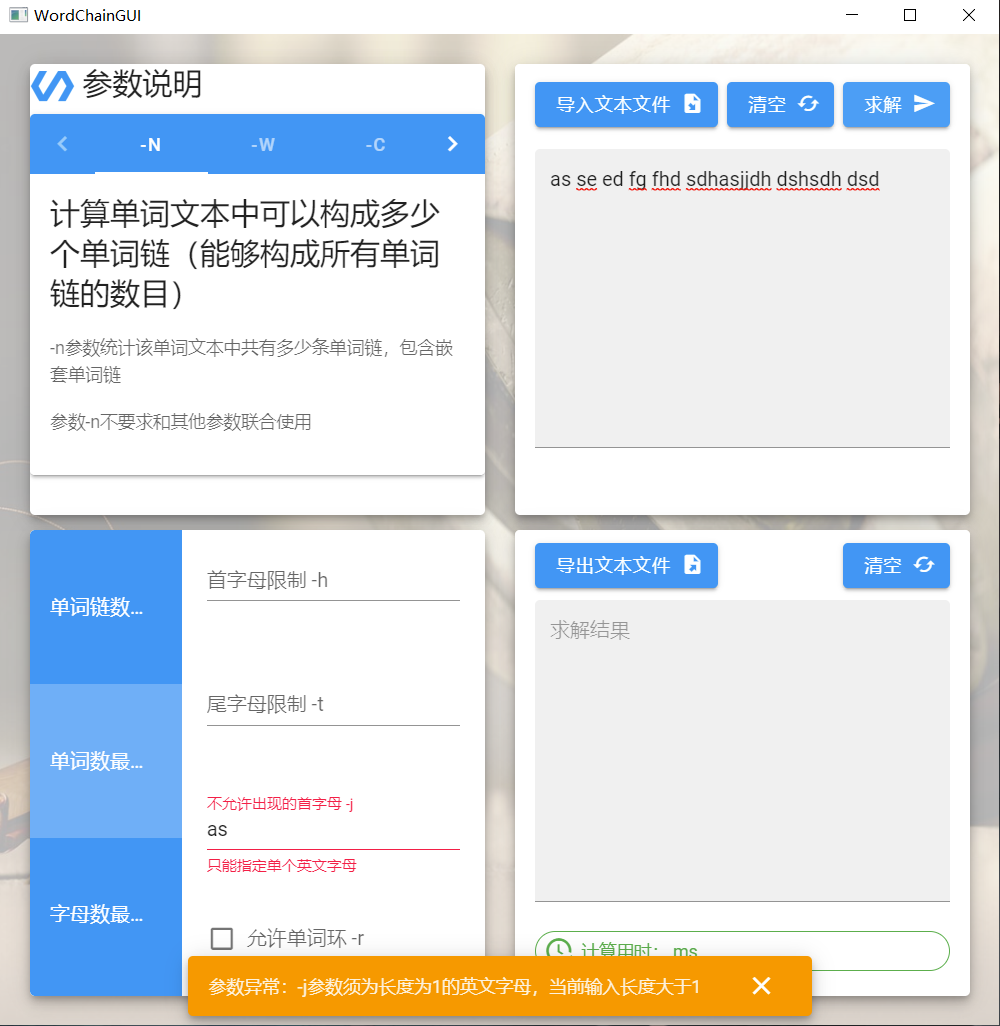 WordChainGUI
参数说明
-N
-W
-C
计算单词文本中可以构成多少
个单词链（能够构成所有单词
链的数目）
-n参数统计该单词文本中共有多少条单词链，包含嵌
套单词链
参数-n不要求和其他参数联合使用
导入文本文件
清空
求解
as se ed fg fhd sdhasjjdh dshsdh dsd
单词链数...
单词数最...
字母数最...
首字母限制 -h
尾字母限制 -t
不允许出现的首字母 -j
as
只能指定单个英文字母
允许单词环 -r
导出文本文件
清空
求解结果
计算用时： ms
参数异常：-j参数须为长度为1的英文字母，当前输入长度大于1